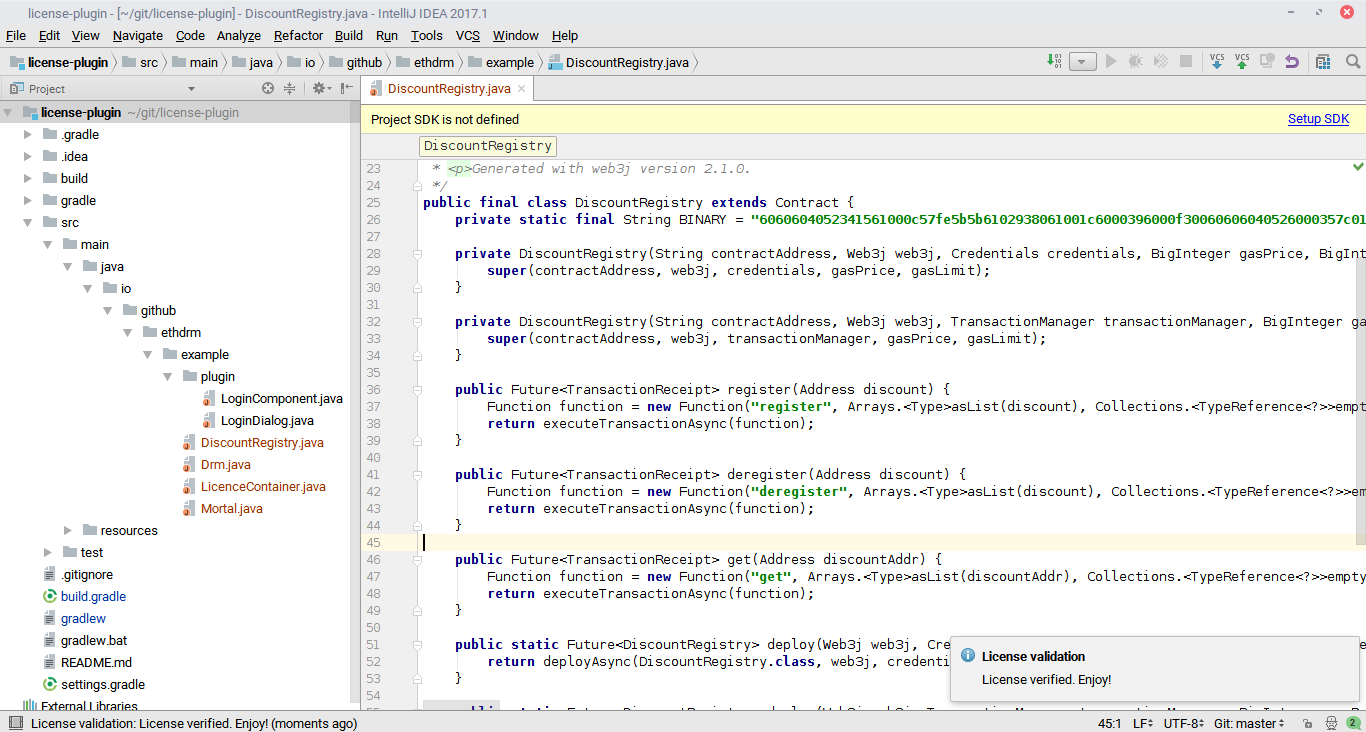 license-plugin - [~/git/license-plugin] - DiscountRegistry.java - IntelliJ IDEA 2017.1
File Edit View Navigate Code Analyze Refactor Build Run Tools VCS Window Help
license-plugin src main java io github ethdrm example DiscountRegistry.java
VCS VCS
Project
DiscountRegistry.java
license-plugin ~/git/license-plugin
.gradle
.idea
build
gradle
src
main
java
io
github
ethdrm
example
plugin
LoginComponent.java
LoginDialog.java
DiscountRegistry.java
Drm.java
LicenceContainer.java
Mortal.java
resources
test
.gitignore
build.gradle
gradlew
gradlew.bat
README.md
settings.gradle
External Libraries
Project SDK is not defined Setup SDK
DiscountRegistry
23 * <p>Generated with web3j version 2.1.0.
24 */
25 public final class DiscountRegistry extends Contract {
26 private static final String BINARY = "6060604052341561000c57fe5b5b6102938061001c6000396000f30060606040526000357c01
27
28 private DiscountRegistry(String contractAddress, Web3j web3j, Credentials credentials, BigInteger gasPrice, BigInt
29 super(contractAddress, web3j, credentials, gasPrice, gasLimit);
30 }
31
32 private DiscountRegistry(String contractAddress, Web3j web3j, TransactionManager transactionManager, BigInteger ga
33 super(contractAddress, web3j, transactionManager, gasPrice, gasLimit);
34 }
35
36 public Future<TransactionReceipt> register(Address discount) {
37 Function function = new Function("register", Arrays.<Type>asList(discount), Collections.<TypeReference<?>>empt
38 return executeTransactionAsync(function);
39 }
40
41 public Future<TransactionReceipt> deregister(Address discount) {
42 Function function = new Function("deregister", Arrays.<Type>asList(discount), Collections.<TypeReference<?>>em
43 return executeTransactionAsync(function);
44 }
45
46 public Future<TransactionReceipt> get(Address discountAddr) {
47 Function function = new Function("get", Arrays.<Type>asList(discountAddr), Collections.<TypeReference<?>>empty
48 return executeTransactionAsync(function);
49 }
50
51 public static Future<DiscountRegistry> deploy(Web3j web3j, Cre
52 return deployAsync(DiscountRegistry.class, web3j, credenti
53 }
54
License validation
License verified. Enjoy!
License validation: License verified. Enjoy! (moments ago) 45:1 LF UTF-8 Git: master 2